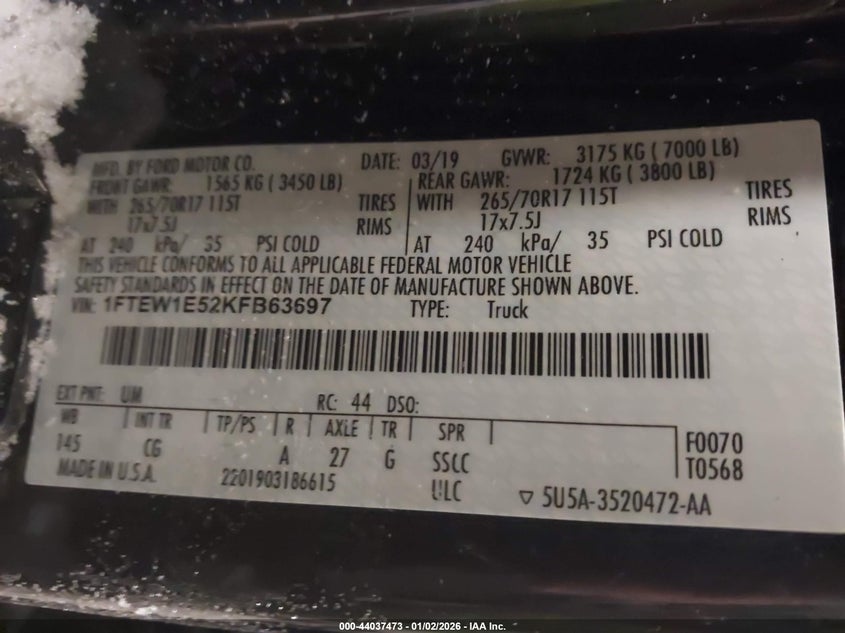 MFD. BY FORD MOTOR CO. DATE: 03/19 GVWR: 3175 KG ( 7000 LB)
FRONT GAWR: 1565 KG ( 3450 LB) REAR GAWR: 1724 KG ( 3800 LB)
WITH 265/70R17 115T TIRES WITH 265/70R17 115T TIRES
17x7.5J RIMS 17x7.5J RIMS
AT 240 kPa/ 35 PSI COLD AT 240 kPa/ 35 PSI COLD
THIS VEHICLE CONFORMS TO ALL APPLICABLE FEDERAL MOTOR VEHICLE
SAFETY STANDARDS IN EFFECT ON THE DATE OF MANUFACTURE SHOWN ABOVE.
VIN: 1FTEW1E52KFB63697 TYPE: Truck
EXT PNT: UM RC: 44 DSO:
WB INT TR TP/PS R AXLE TR SPR F0070
145 CG A 27 G SSCC T0568
MADE IN U.S.A. 2201903186615 ULC ▽ 5U5A-3520472-AA
000-44037473 - 01/02/2026 - IAA Inc.